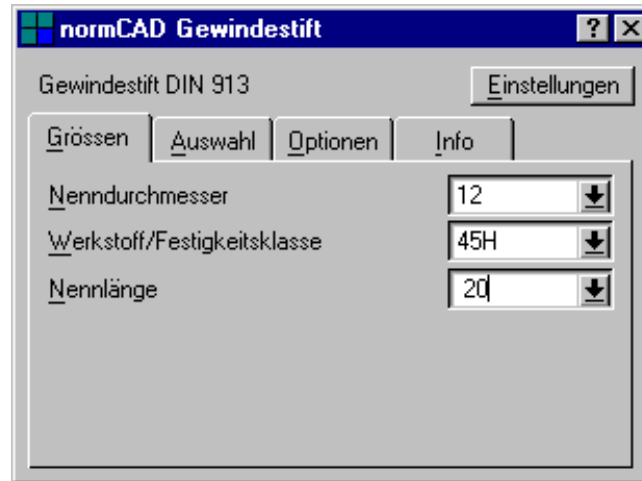 normCAD Gewindestift
Gewindestift DIN 913 Einstellungen
Grössen Auswahl Optionen Info
Nenndurchmesser 12
Werkstoff/Festigkeitsklasse 45H
Nennlänge 20